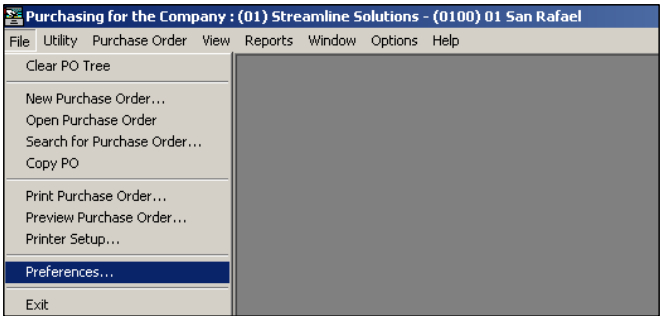 Purchasing for the Company : (01) Streamline Solutions - (0100) 01 San Rafael
File Utility Purchase Order View Reports Window Options Help
Clear PO Tree
New Purchase Order...
Open Purchase Order
Search for Purchase Order...
Copy PO
Print Purchase Order...
Preview Purchase Order...
Printer Setup...
Preferences...
Exit